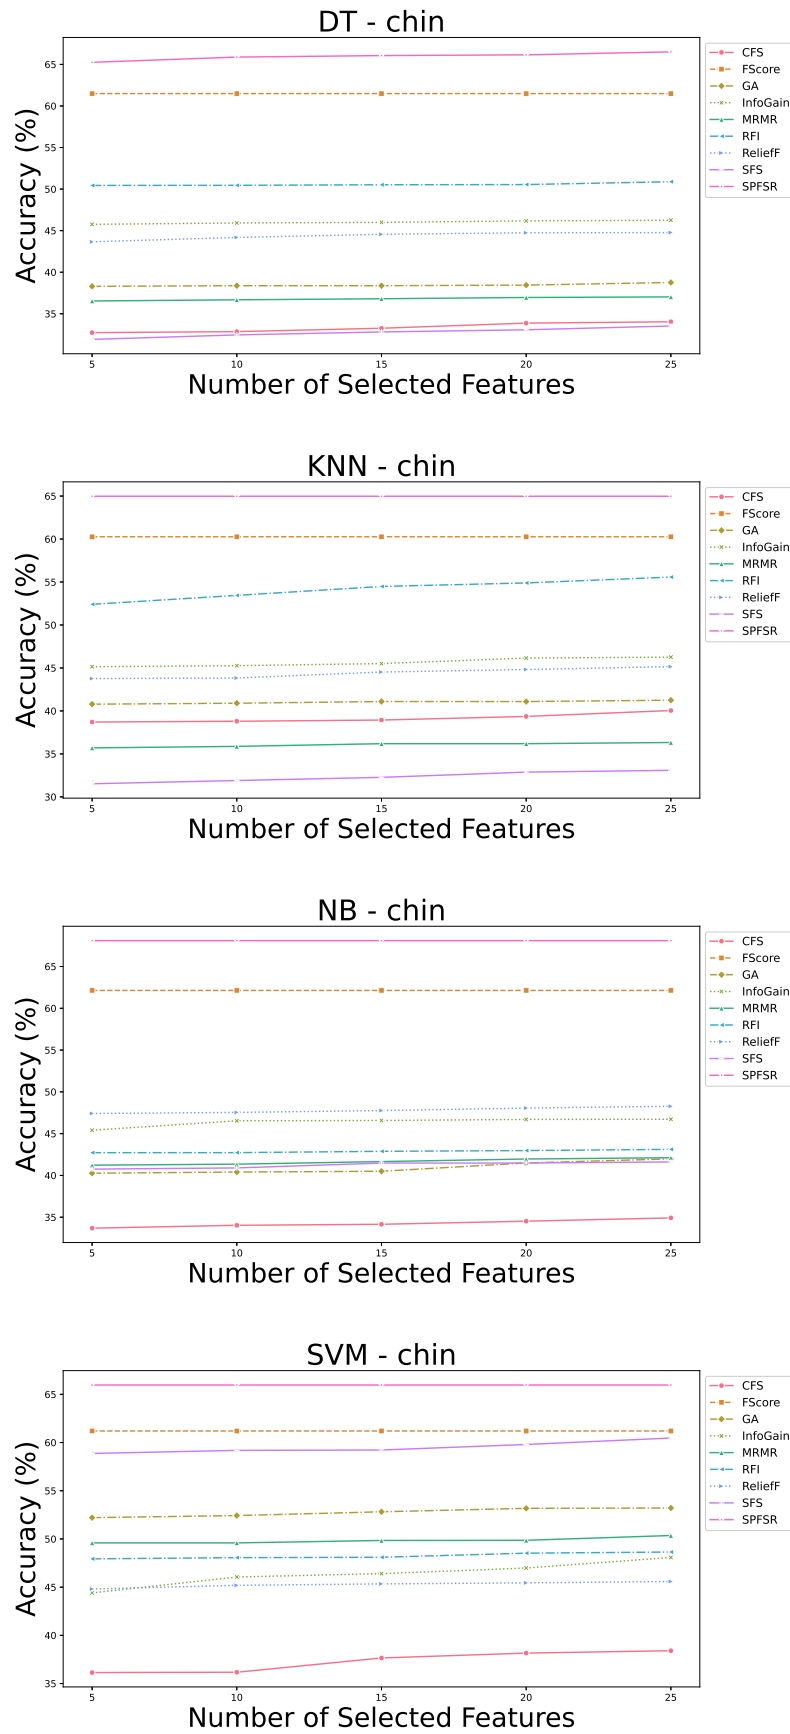 DT - chin
Accuracy (%)
65
60
55
50
45
40
35
5 10 15 20 25
Number of Selected Features
CFS
FScore
GA
InfoGain
MRMR
RFI
ReliefF
SFS
SPFSR
KNN - chin
Accuracy (%)
65
60
55
50
45
40
35
30
5 10 15 20 25
Number of Selected Features
CFS
FScore
GA
InfoGain
MRMR
RFI
ReliefF
SFS
SPFSR
NB - chin
Accuracy (%)
65
60
55
50
45
40
35
5 10 15 20 25
Number of Selected Features
CFS
FScore
GA
InfoGain
MRMR
RFI
ReliefF
SFS
SPFSR
SVM - chin
Accuracy (%)
65
60
55
50
45
40
35
5 10 15 20 25
Number of Selected Features
CFS
FScore
GA
InfoGain
MRMR
RFI
ReliefF
SFS
SPFSR